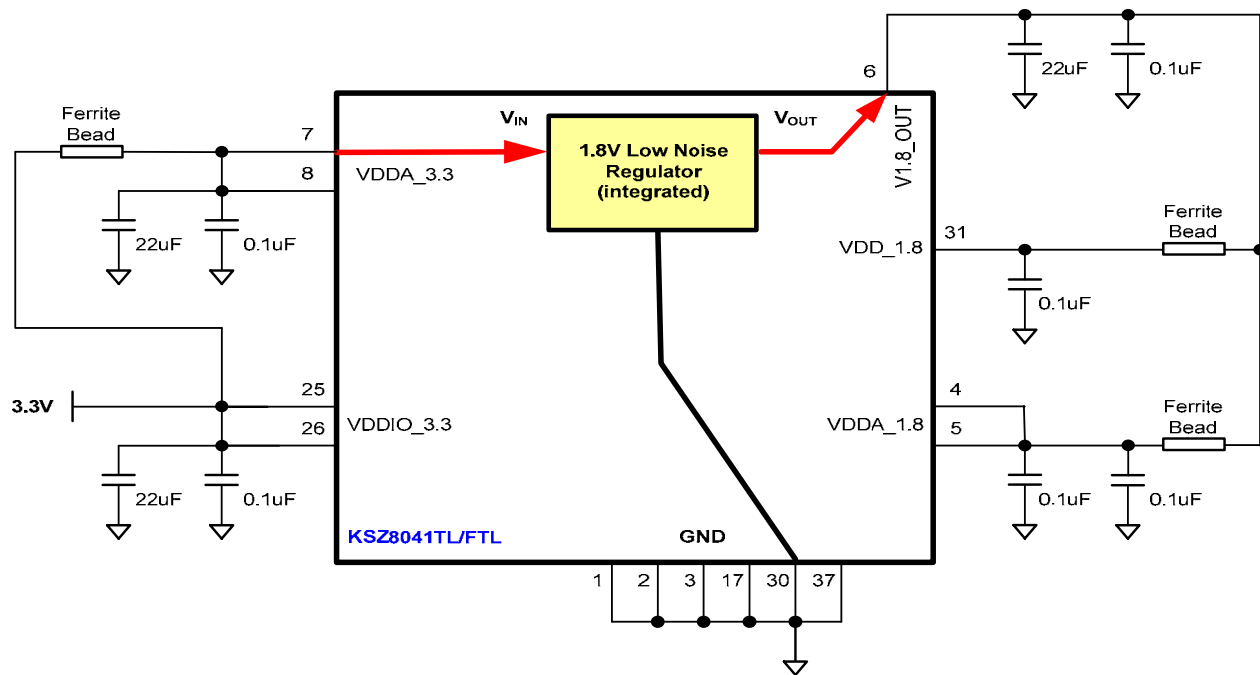 6
22uF
0.1uF
Ferrite
Bead
7
8
VDDA_3.3
22uF
0.1uF
VIN
VOUT
1.8V Low Noise
Regulator
(integrated)
V1.8_OUT
31
VDD_1.8
Ferrite
Bead
0.1uF
3.3V
25
26
VDDIO_3.3
22uF
0.1uF
4
5
VDDA_1.8
Ferrite
Bead
0.1uF
0.1uF
KSZ8041TL/FTL
GND
1
2
3
17
30
37